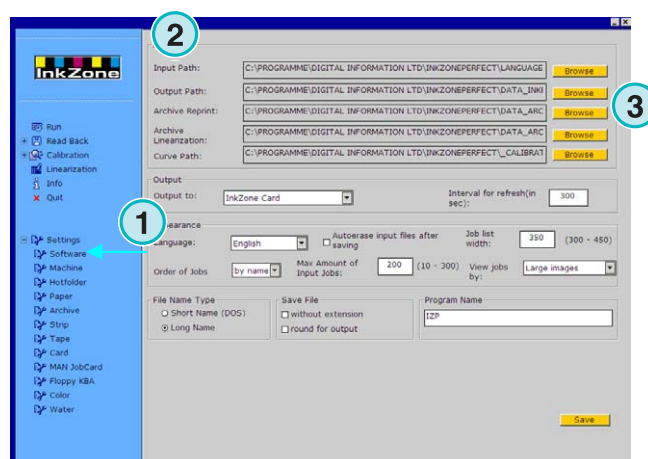 InkZone
Run
Read Back
Calibration
Linearization
Info
Quit
Settings
Software
Machine
Hotfolder
Paper
Archive
Strip
Tape
Card
MAN JobCard
Floppy KBA
Color
Water
1
2
3
Input Path: C:\PROGRAMME\DIGITAL INFORMATION LTD\INKZONEPERFECT\LANGUAGE Browse
Output Path: C:\PROGRAMME\DIGITAL INFORMATION LTD\INKZONEPERFECT\DATA_INKI Browse
Archive Reprint: C:\PROGRAMME\DIGITAL INFORMATION LTD\INKZONEPERFECT\DATA_ARC Browse
Archive
Linearization: C:\PROGRAMME\DIGITAL INFORMATION LTD\INKZONEPERFECT\DATA_ARC Browse
Curve Path: C:\PROGRAMME\DIGITAL INFORMATION LTD\INKZONEPERFECT\_CALIBRAT Browse
Output
Output to: InkZone Card Interval for refresh(in
sec): 300
pearance
anguage: English Autoerase input files after
saving Job list
width: 350 (300 - 450)
Order of Jobs by name Max Amount of
Input Jobs: 200 (10 - 300) View jobs
by: Large images
File Name Type
Short Name (DOS)
Long Name
Save File
without extension
round for output
Program Name
IZP
Save